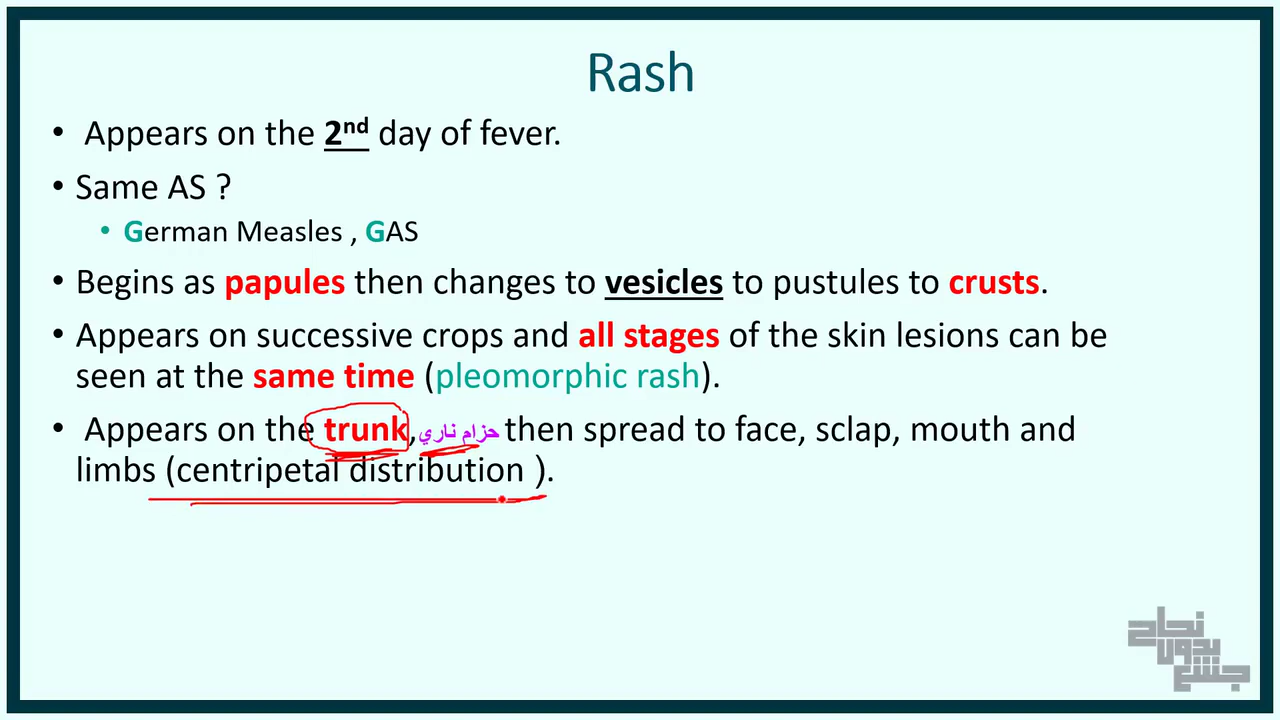 Rash
• Appears on the 2nd day of fever.
• Same AS ?
• German Measles , GAS
• Begins as papules then changes to vesicles to pustules to crusts.
• Appears on successive crops and all stages of the skin lesions can be
seen at the same time (pleomorphic rash).
• Appears on the trunk, حزام ناري then spread to face, sclap, mouth and
limbs (centripetal distribution ).
نجاح
بدون
جشع